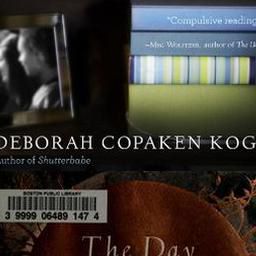 "Compulsive reading
—Meg Wolitzer, author of The U
DEBORAH COPAKEN KOG
Author of Shutterbabe
BOSTON PUBLIC LIBRARY
3 9999 06489 147 4
The Day